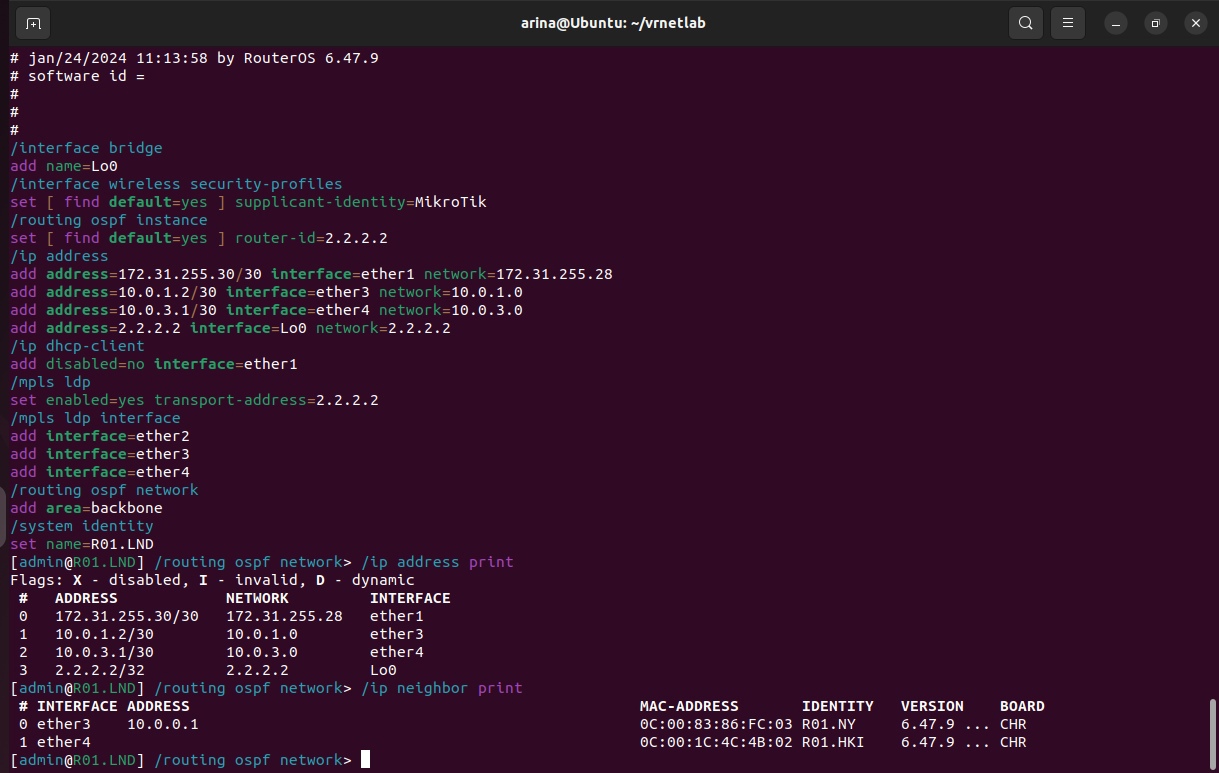 arina@Ubuntu: ~/vrnetlab
# jan/24/2024 11:13:58 by RouterOS 6.47.9
# software id =
#
#
#
/interface bridge
add name=Lo0
/interface wireless security-profiles
set [ find default=yes ] supplicant-identity=MikroTik
/routing ospf instance
set [ find default=yes ] router-id=2.2.2.2
/ip address
add address=172.31.255.30/30 interface=ether1 network=172.31.255.28
add address=10.0.1.2/30 interface=ether3 network=10.0.1.0
add address=10.0.3.1/30 interface=ether4 network=10.0.3.0
add address=2.2.2.2 interface=Lo0 network=2.2.2.2
/ip dhcp-client
add disabled=no interface=ether1
/mpls ldp
set enabled=yes transport-address=2.2.2.2
/mpls ldp interface
add interface=ether2
add interface=ether3
add interface=ether4
/routing ospf network
add area=backbone
/system identity
set name=R01.LND
[admin@R01.LND] /routing ospf network> /ip address print
Flags: X - disabled, I - invalid, D - dynamic
# ADDRESS NETWORK INTERFACE
0 172.31.255.30/30 172.31.255.28 ether1
1 10.0.1.2/30 10.0.1.0 ether3
2 10.0.3.1/30 10.0.3.0 ether4
3 2.2.2.2/32 2.2.2.2 Lo0
[admin@R01.LND] /routing ospf network> /ip neighbor print
# INTERFACE ADDRESS MAC-ADDRESS IDENTITY VERSION BOARD
0 ether3 10.0.0.1 0C:00:83:86:FC:03 R01.NY 6.47.9 ... CHR
1 ether4 0C:00:1C:4C:4B:02 R01.HKI 6.47.9 ... CHR
[admin@R01.LND] /routing ospf network>